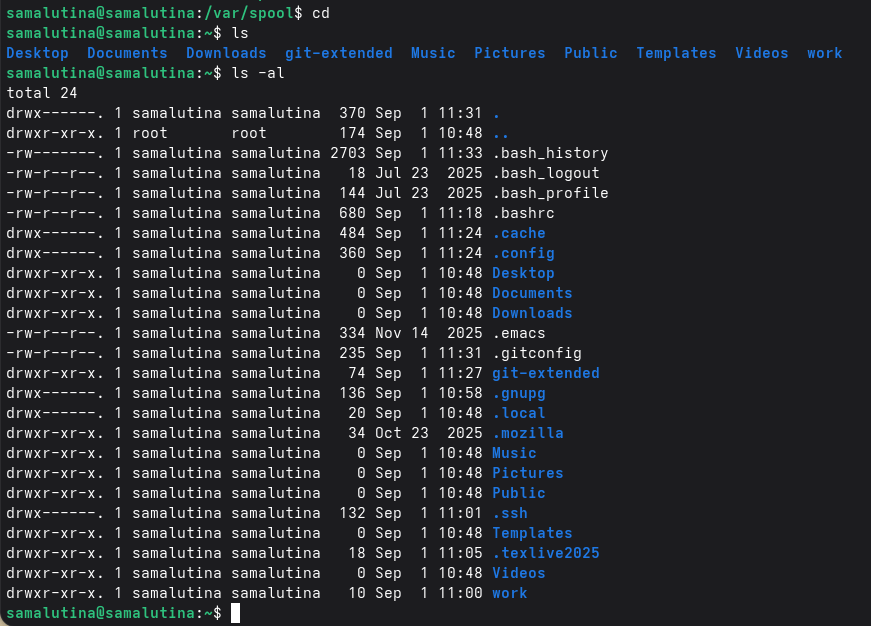 samalutina@samalutina:/var/spool$ cd
samalutina@samalutina:~$ ls
Desktop  Documents  Downloads  git-extended  Music  Pictures  Public  Templates  Videos  work
samalutina@samalutina:~$ ls -al
total 24
drwx------. 1 samalutina samalutina  370 Sep  1 11:31 .
drwxr-xr-x. 1 root       root        174 Sep  1 10:48 ..
-rw-------. 1 samalutina samalutina 2703 Sep  1 11:33 .bash_history
-rw-r--r--. 1 samalutina samalutina   18 Jul 23  2025 .bash_logout
-rw-r--r--. 1 samalutina samalutina  144 Jul 23  2025 .bash_profile
-rw-r--r--. 1 samalutina samalutina  680 Sep  1 11:18 .bashrc
drwx------. 1 samalutina samalutina  484 Sep  1 11:24 .cache
drwx------. 1 samalutina samalutina  360 Sep  1 11:24 .config
drwxr-xr-x. 1 samalutina samalutina    0 Sep  1 10:48 Desktop
drwxr-xr-x. 1 samalutina samalutina    0 Sep  1 10:48 Documents
drwxr-xr-x. 1 samalutina samalutina    0 Sep  1 10:48 Downloads
-rw-r--r--. 1 samalutina samalutina  334 Nov 14  2025 .emacs
-rw-r--r--. 1 samalutina samalutina  235 Sep  1 11:31 .gitconfig
drwxr-xr-x. 1 samalutina samalutina   74 Sep  1 11:27 git-extended
drwx------. 1 samalutina samalutina  136 Sep  1 10:58 .gnupg
drwx------. 1 samalutina samalutina   20 Sep  1 10:48 .local
drwxr-xr-x. 1 samalutina samalutina   34 Oct 23  2025 .mozilla
drwxr-xr-x. 1 samalutina samalutina    0 Sep  1 10:48 Music
drwxr-xr-x. 1 samalutina samalutina    0 Sep  1 10:48 Pictures
drwxr-xr-x. 1 samalutina samalutina    0 Sep  1 10:48 Public
drwx------. 1 samalutina samalutina  132 Sep  1 11:01 .ssh
drwxr-xr-x. 1 samalutina samalutina    0 Sep  1 10:48 Templates
drwxr-xr-x. 1 samalutina samalutina   18 Sep  1 11:05 .texlive2025
drwxr-xr-x. 1 samalutina samalutina    0 Sep  1 10:48 Videos
drwxr-xr-x. 1 samalutina samalutina   10 Sep  1 11:00 work
samalutina@samalutina:~$